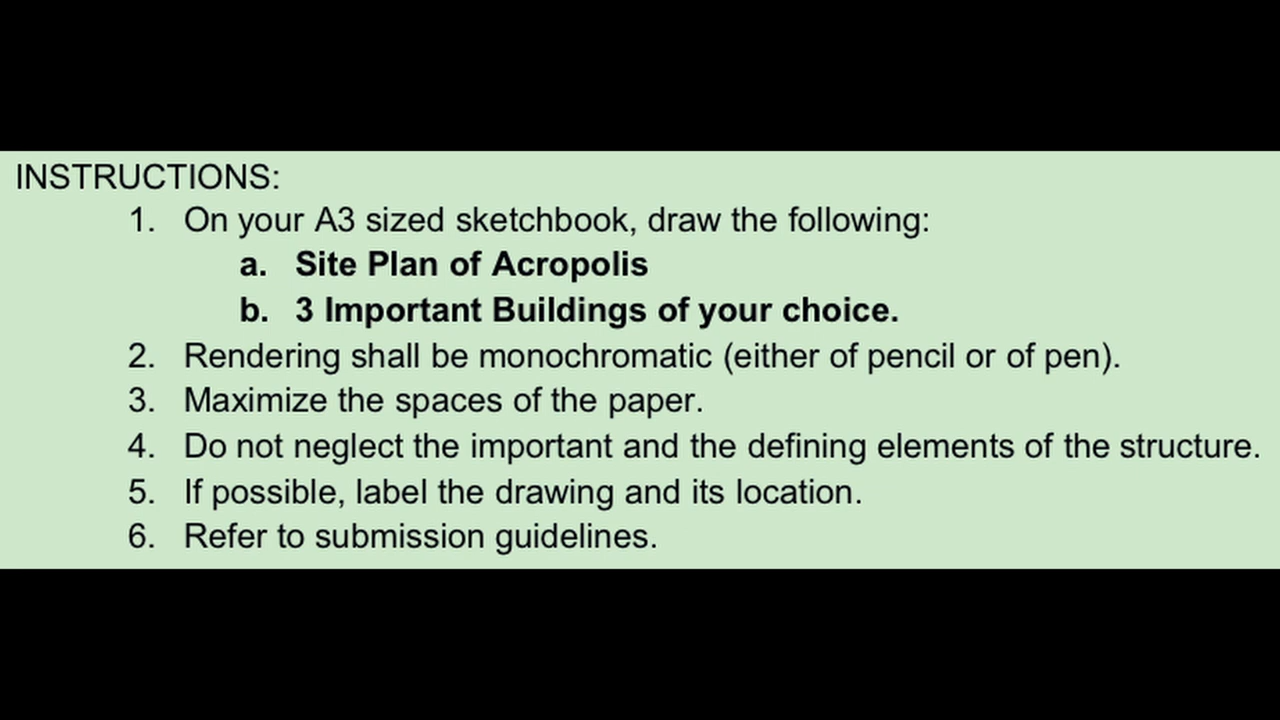 INSTRUCTIONS:
1. On your A3 sized sketchbook, draw the following:
a. Site Plan of Acropolis
b. 3 Important Buildings of your choice.
2. Rendering shall be monochromatic (either of pencil or of pen).
3. Maximize the spaces of the paper.
4. Do not neglect the important and the defining elements of the structure.
5. If possible, label the drawing and its location.
6. Refer to submission guidelines.